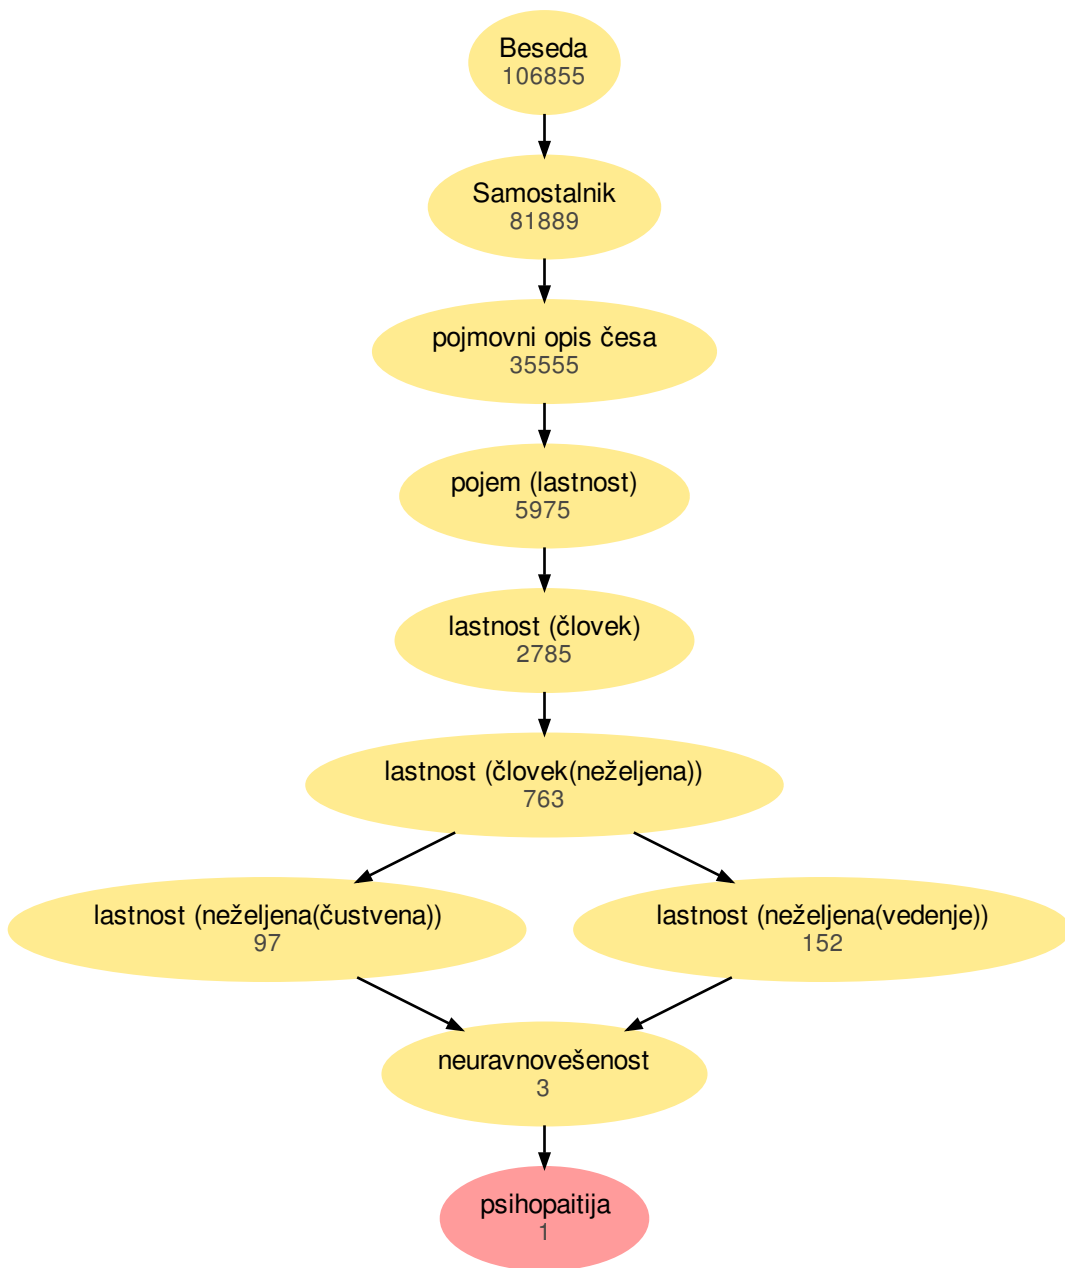 Beseda
106855
Samostalnik
81889
pojmovni opis česa
35555
pojem (lastnost)
5975
lastnost (človek)
2785
lastnost (človek(neželjena))
763
lastnost (neželjena(čustvena))
97
lastnost (neželjena(vedenje))
152
neuravnovešenost
3
psihopaitija
1